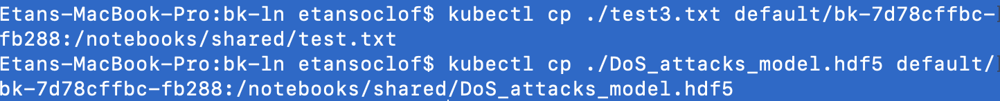 Etans-MacBook-Pro:bk-ln etansoclof$ kubectl cp ./test3.txt default/bk-7d78cffbc-
fb288:/notebooks/shared/test.txt
Etans-MacBook-Pro:bk-ln etansoclof$ kubectl cp ./DoS_attacks_model.hdf5 default/
bk-7d78cffbc-fb288:/notebooks/shared/DoS_attacks_model.hdf5